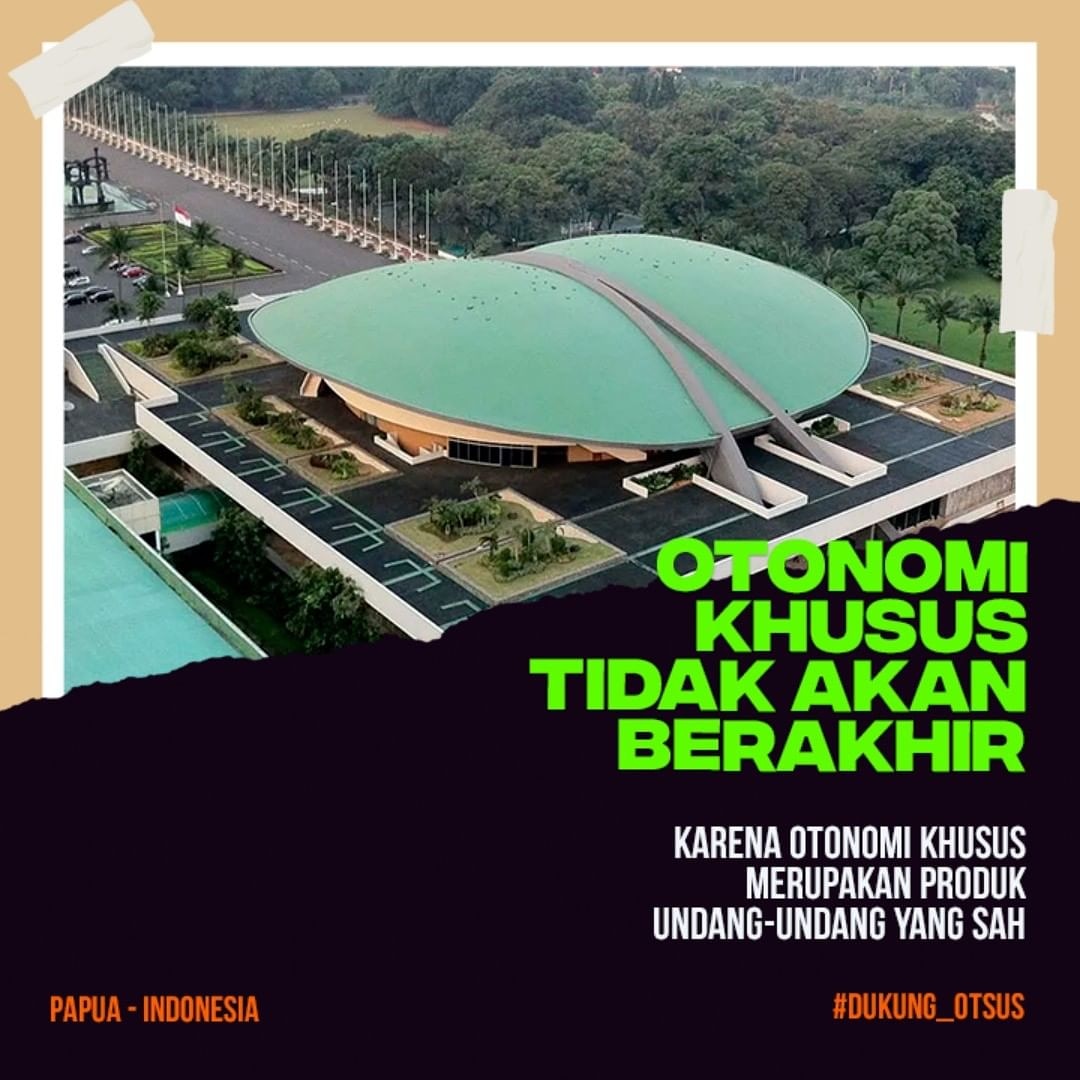 OTONOMI
KHUSUS
TIDAK AKAN
BERAKHIR
KARENA OTONOMI KHUSUS
MERUPAKAN PRODUK
UNDANG-UNDANG YANG SAH
PAPUA - INDONESIA
#DUKUNG_OTSUS